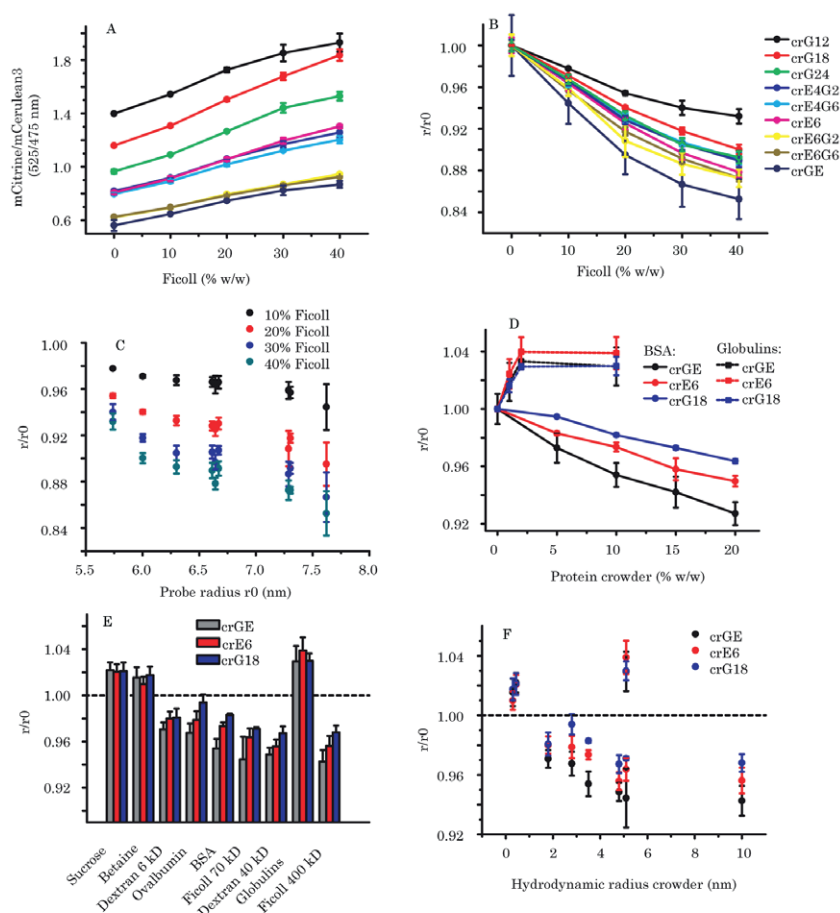 A
1.8
1.4
1.0
0.6
mCitrine/mCerulean3
(525/475 nm)
0 10 20 30 40
Ficoll (% w/w)
B
1.00
0.96
0.92
0.88
0.84
r/r0
0 10 20 30 40
Ficoll (% w/w)
crG12
crG18
crG24
crE4G2
crE4G6
crE6
crE6G2
crE6G6
crGE
C
10% Ficoll
20% Ficoll
30% Ficoll
40% Ficoll
1.00
0.96
0.92
0.88
0.84
r/r0
5.5 6.0 6.5 7.0 7.5 8.0
Probe radius r0 (nm)
D
BSA:
crGE
crE6
crG18
Globulins:
crGE
crE6
crG18
1.04
1.00
0.96
0.92
r/r0
0 5 10 15 20
Protein crowder (% w/w)
E
crGE
crE6
crG18
1.04
1.00
0.96
0.92
r/r0
Sucrose
Betaine
Dextran 6 kD
Ovalbumin
BSA
Ficoll 70 kD
Dextran 40 kD
Globulins
Ficoll 400 kD
F
crGE
crE6
crG18
1.04
1.00
0.96
0.92
r/r0
0 2 4 6 8 10
Hydrodynamic radius crowder (nm)